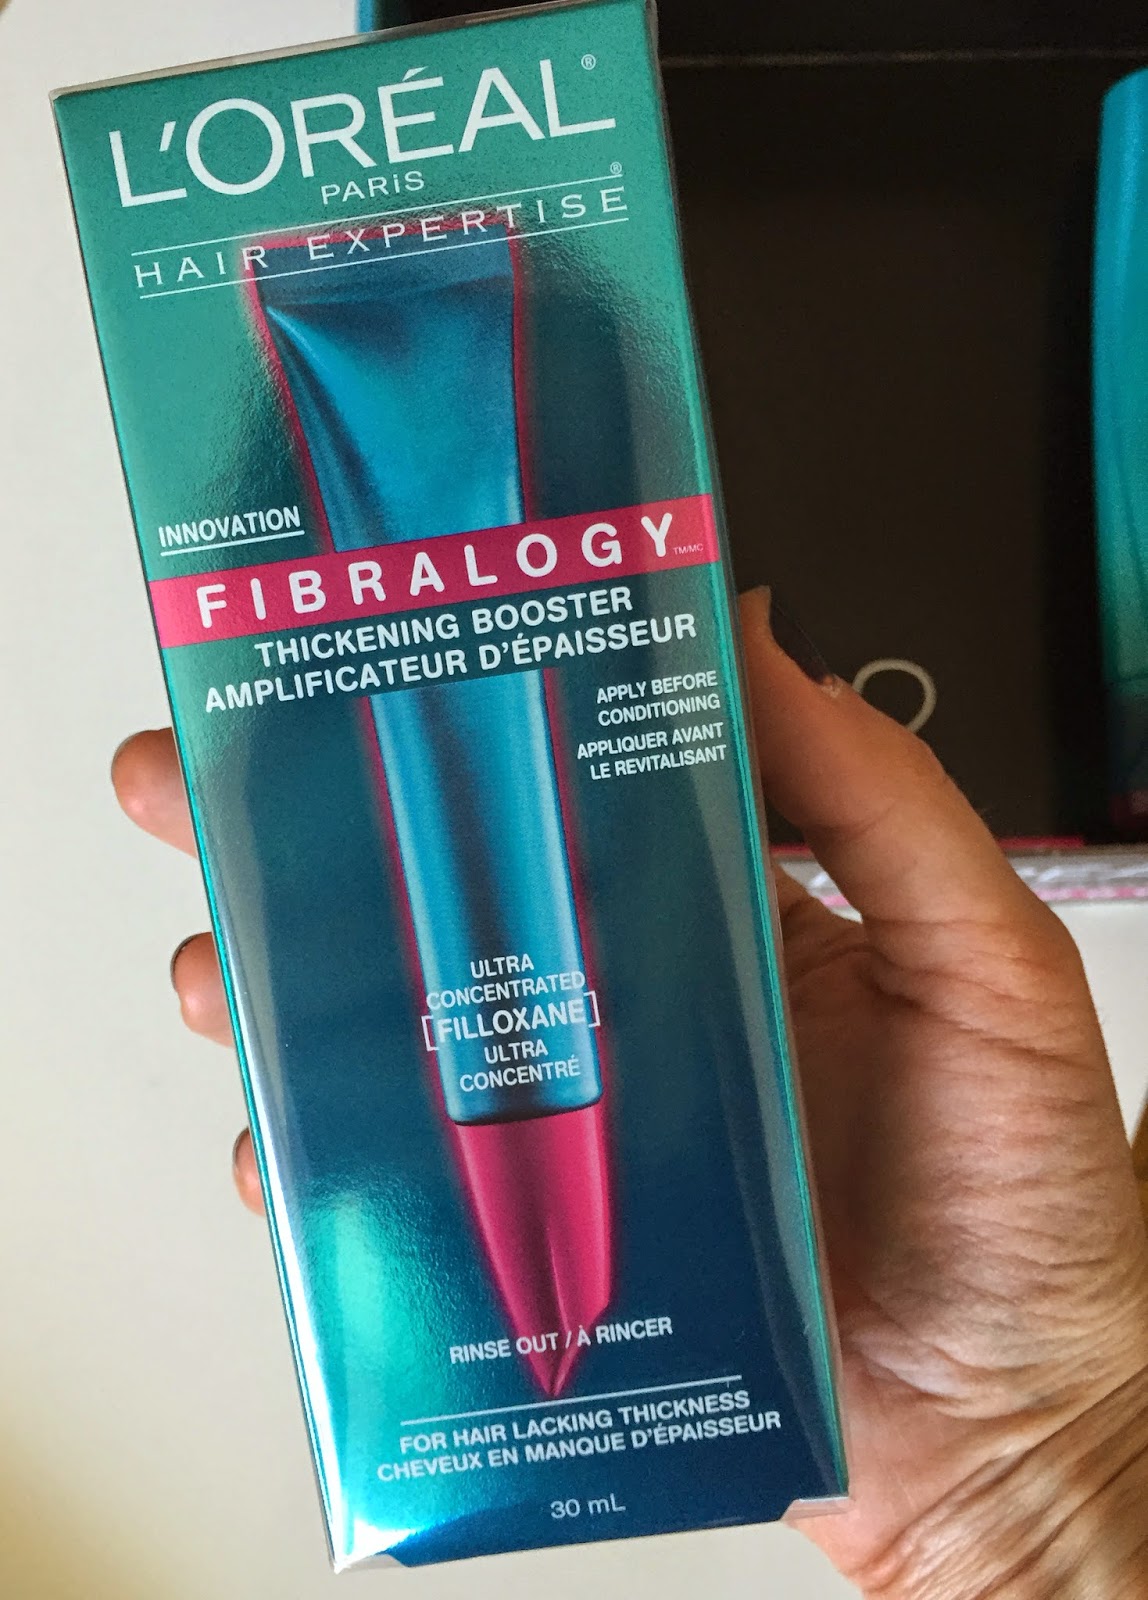 L'ORÉAL®
PARiS
HAIR EXPERTISE®
INNOVATION
FIBRALOGY TM/MC
THICKENING BOOSTER
AMPLIFICATEUR D'ÉPAISSEUR
APPLY BEFORE
CONDITIONING
APPLIQUER AVANT
LE REVITALISANT
ULTRA
CONCENTRATED
[FILLOXANE]
ULTRA
CONCENTRÉ
RINSE OUT / À RINCER
FOR HAIR LACKING THICKNESS
CHEVEUX EN MANQUE D'ÉPAISSEUR
30 mL